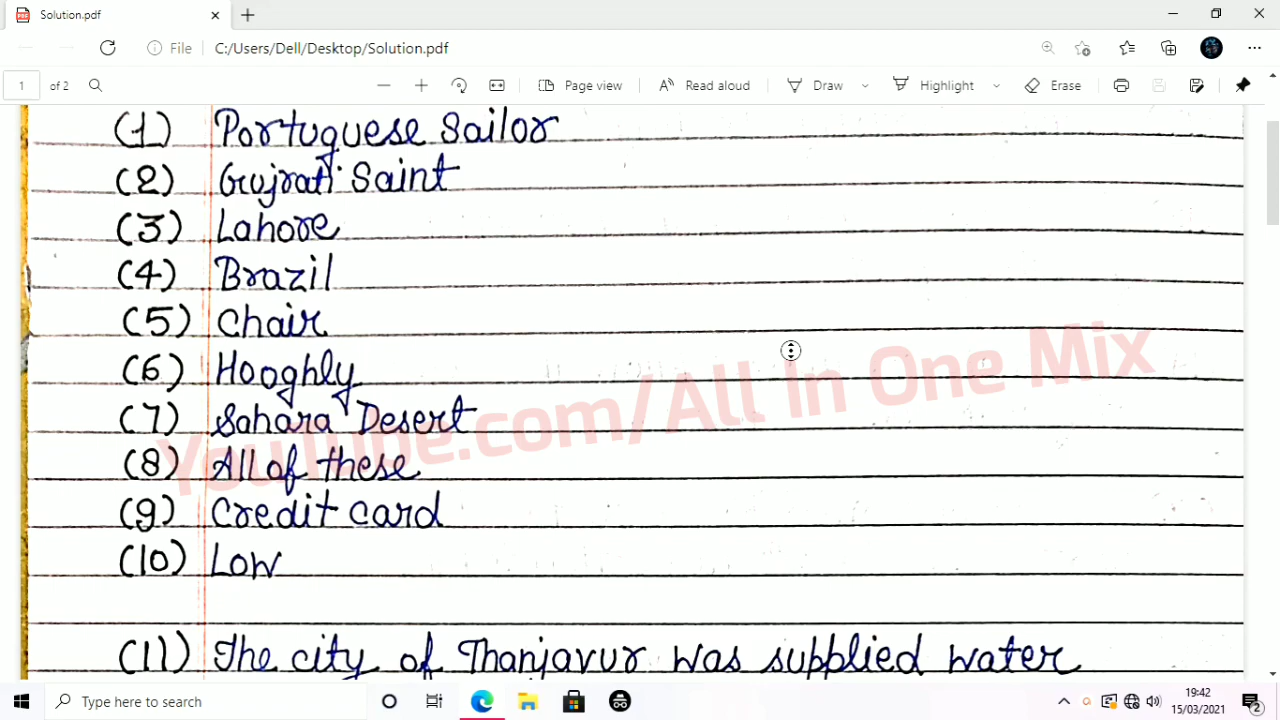 Solution.pdf
File C:/Users/Dell/Desktop/Solution.pdf
1 of 2 Page view Read aloud Draw Highlight Erase
(1) Portuguese Sailor
(2) Gujrati Saint
(3) Lahore
(4) Brazil
(5) Chair
(6) Hooghly
(7) Sahara Desert
YouTube.com/All In One Mix
(8) All of these
(9) Credit card
(10) Low
(11) The city of Thanjavur was supplied water
Type here to search
19:42
15/03/2021
2